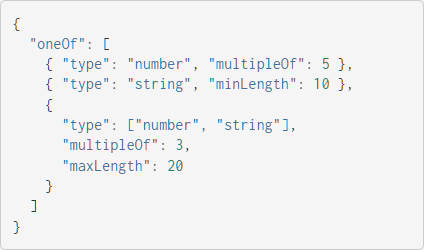 {
  "oneOf": [
    { "type": "number", "multipleOf": 5 },
    { "type": "string", "minLength": 10 },
    {
      "type": ["number", "string"],
      "multipleOf": 3,
      "maxLength": 20
    }
  ]
}